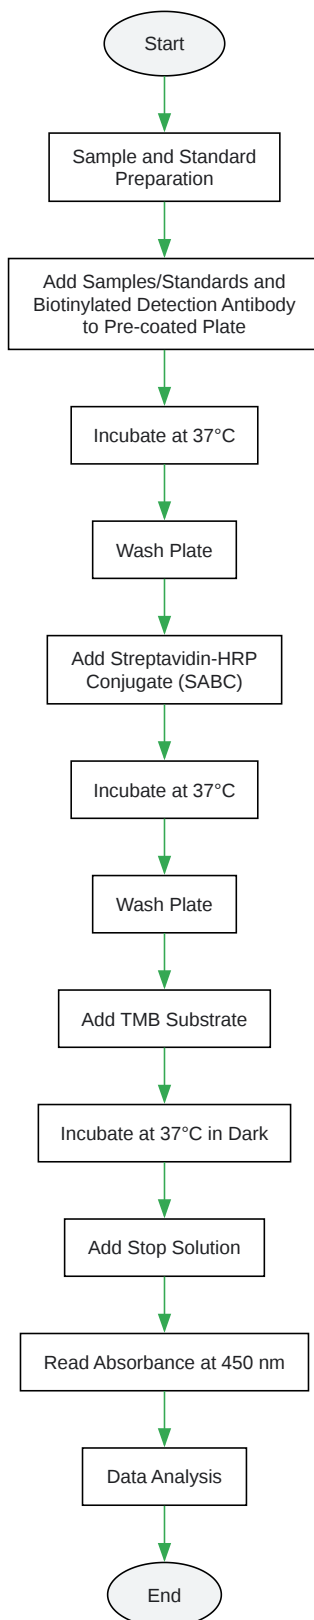 Start
Sample and Standard
Preparation
Add Samples/Standards and
Biotinylated Detection Antibody
to Pre-coated Plate
Incubate at 37°C
Wash Plate
Add Streptavidin-HRP
Conjugate (SABC)
Incubate at 37°C
Wash Plate
Add TMB Substrate
Incubate at 37°C in Dark
Add Stop Solution
Read Absorbance at 450 nm
Data Analysis
End